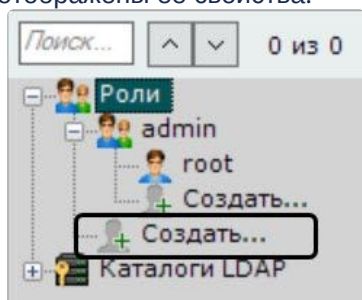 отображены ее свойства.
Поиск...
0 из 0
Роли
admin
root
Создать...
Создать...
Каталоги LDAP